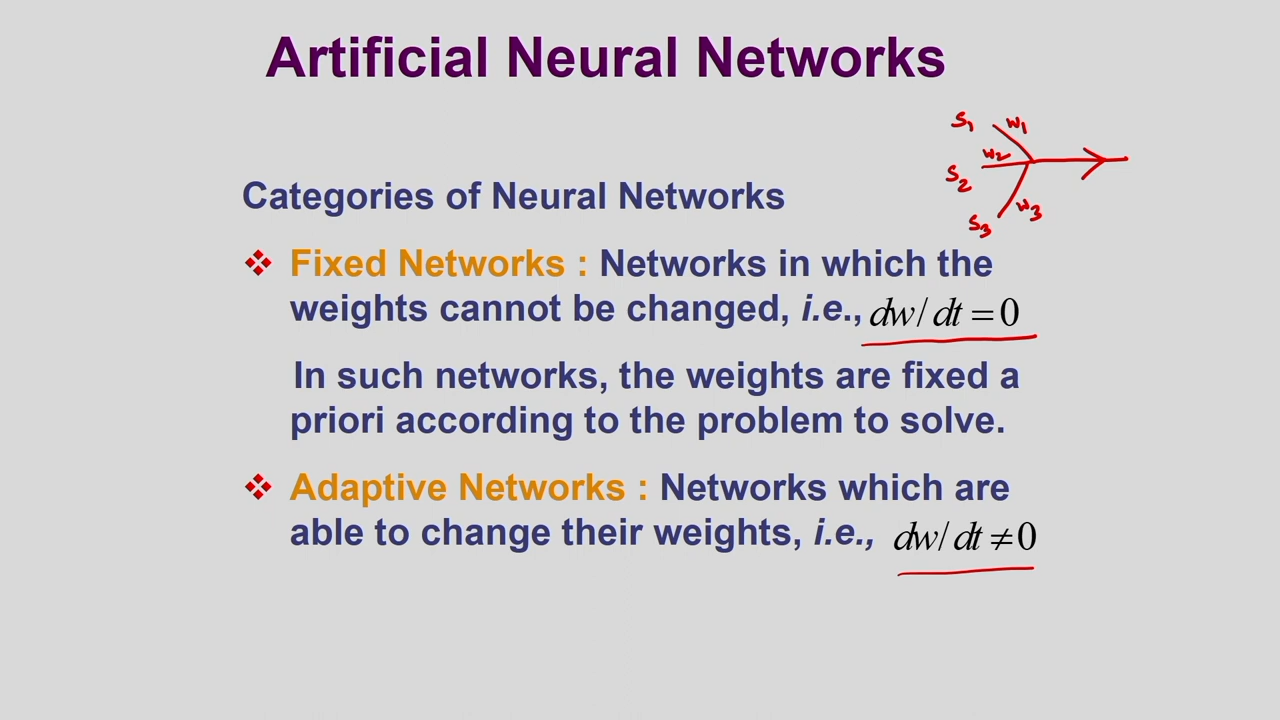 Artificial Neural Networks
S1 W1
W2
S2
W3
S3
Categories of Neural Networks
❖ Fixed Networks : Networks in which the
weights cannot be changed, i.e., dw/dt = 0
In such networks, the weights are fixed a
priori according to the problem to solve.
❖ Adaptive Networks : Networks which are
able to change their weights, i.e., dw/dt ≠ 0